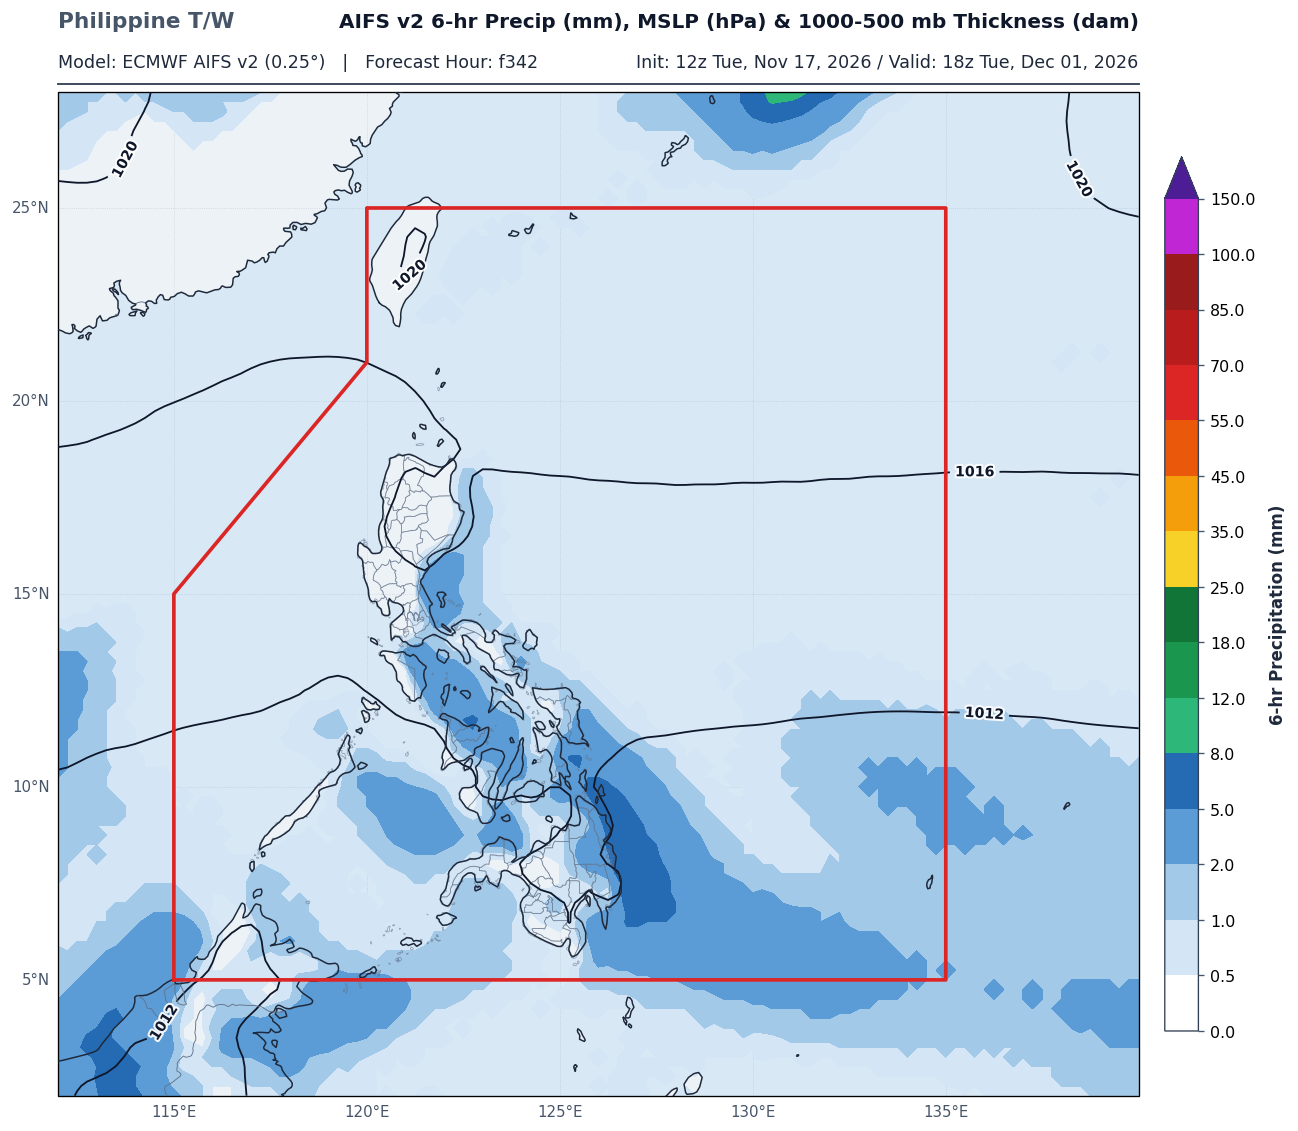 Philippine T/W
AIFS v2 6-hr Precip (mm), MSLP (hPa) & 1000-500 mb Thickness (dam)
Model: ECMWF AIFS v2 (0.25°) | Forecast Hour: f342
Init: 12z Tue, Nov 17, 2026 / Valid: 18z Tue, Dec 01, 2026
1020
1020
1020
1016
1012
1012
25°N
20°N
15°N
10°N
5°N
115°E
120°E
125°E
130°E
135°E
150.0
100.0
85.0
70.0
55.0
45.0
35.0
25.0
18.0
12.0
8.0
5.0
2.0
1.0
0.5
0.0
6-hr Precipitation (mm)